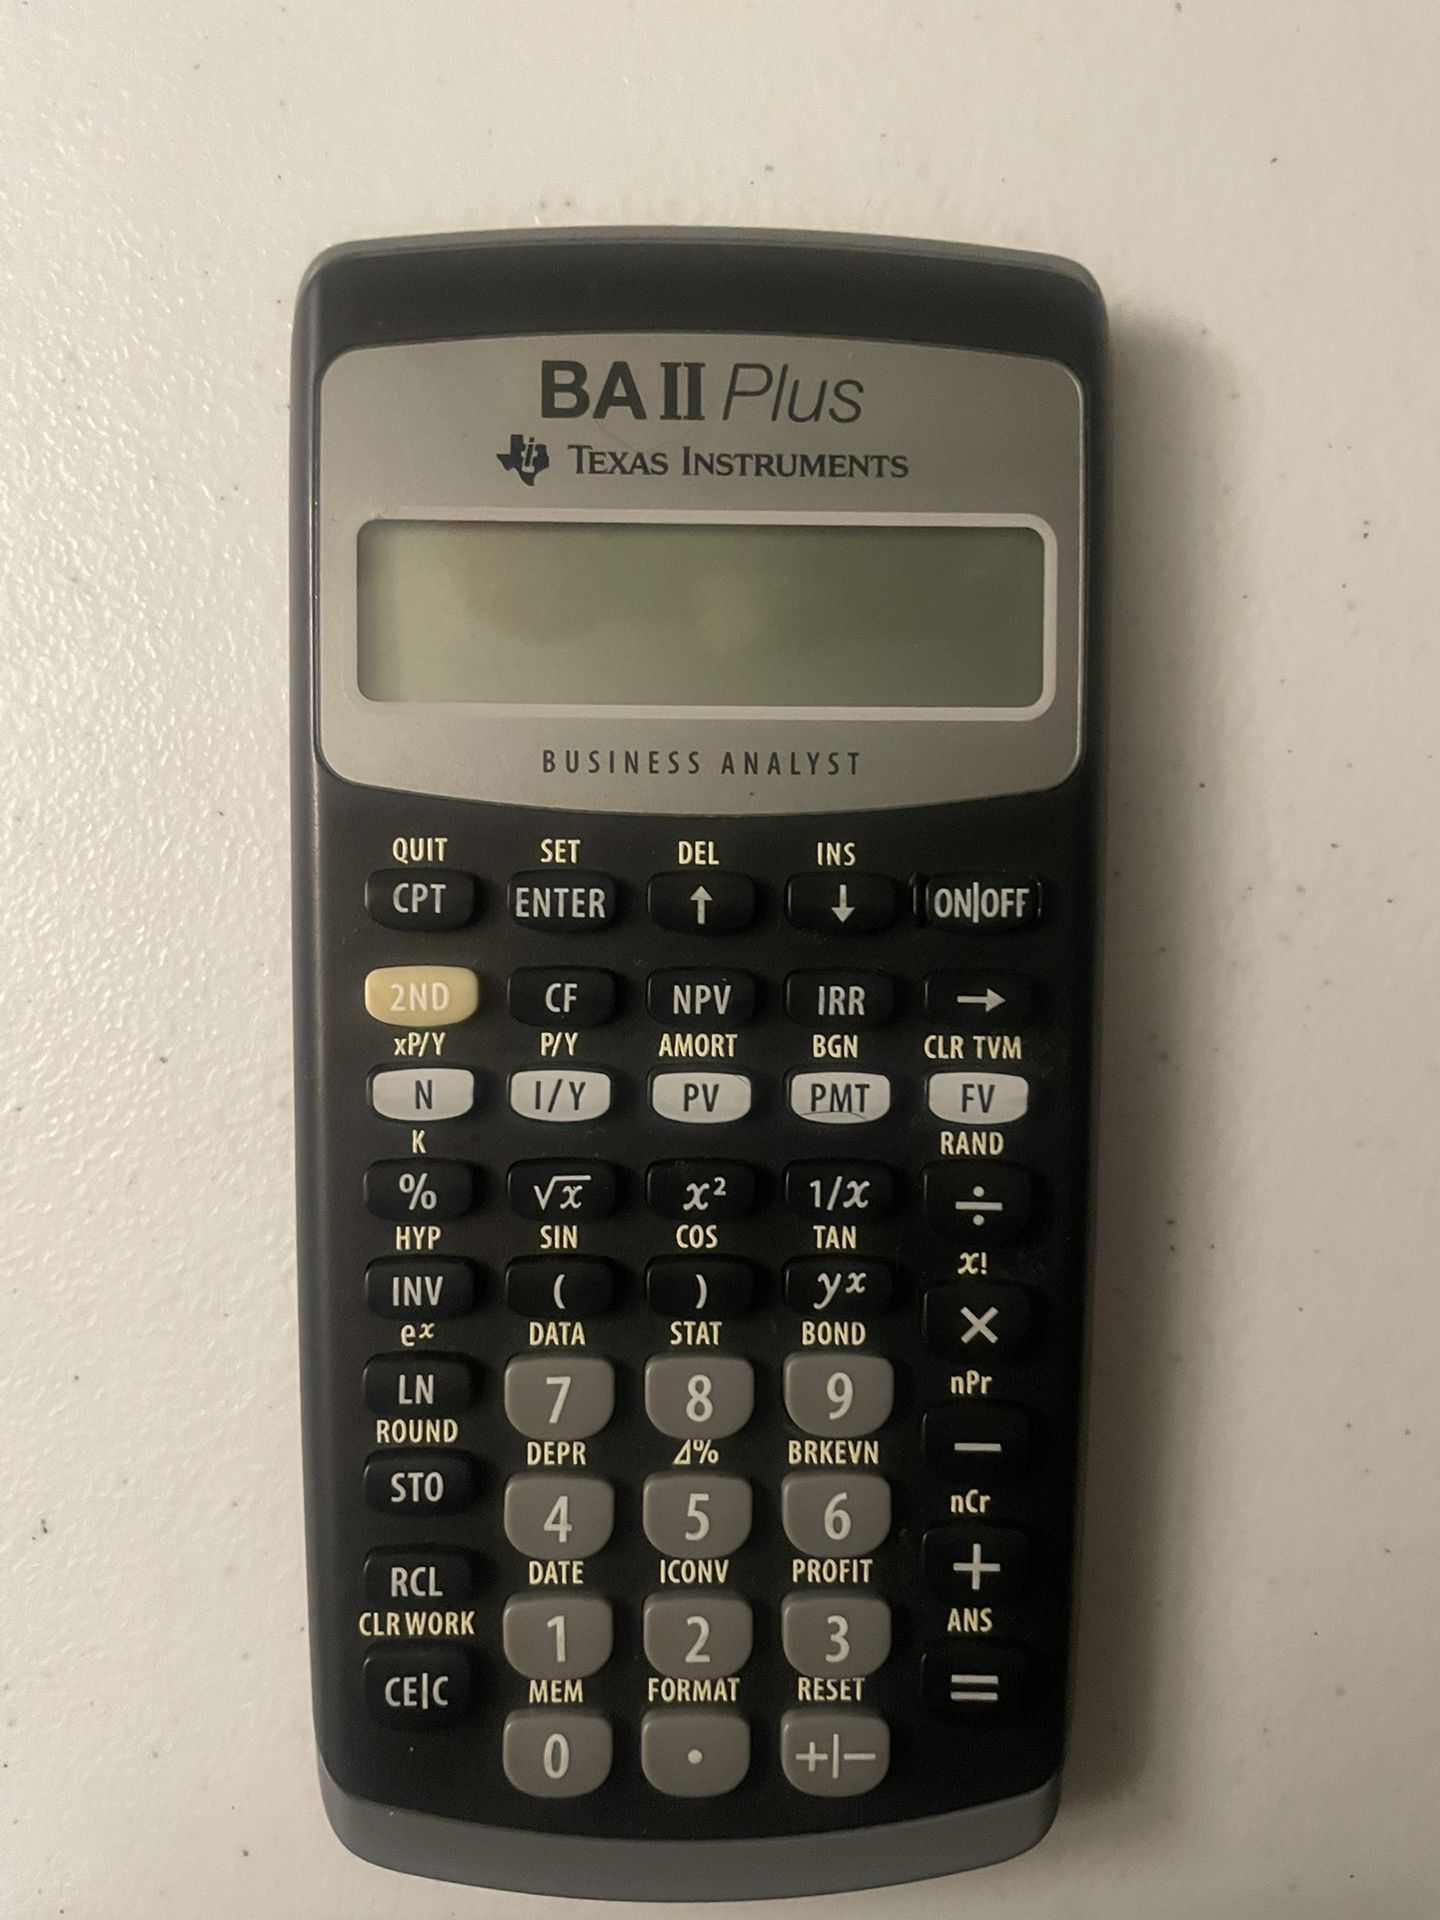 BA II Plus
TEXAS INSTRUMENTS
BUSINESS ANALYST
QUIT SET DEL INS
CPT ENTER ↑ ↓ ON|OFF
2ND CF NPV IRR →
xP/Y P/Y AMORT BGN CLR TVM
N I/Y PV PMT FV
K RAND
% √x x² 1/x ÷
HYP SIN COS TAN
x!
INV ( ) yˣ ×
eˣ DATA STAT BOND
LN 7 8 9 nPr
ROUND DEPR Δ% BRKEVN −
STO 4 5 6 nCr
RCL DATE ICONV PROFIT +
CLR WORK 1 2 3 ANS
CE|C MEM FORMAT RESET =
0 . +|−